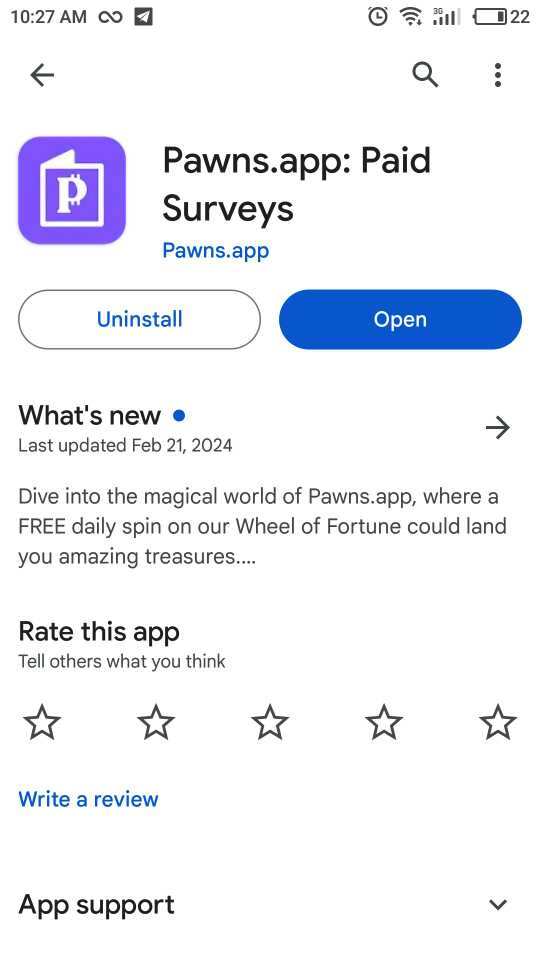 10:27 AM 3G 22
P
Pawns.app: Paid
Surveys
Pawns.app
Uninstall
Open
What's new
Last updated Feb 21, 2024
Dive into the magical world of Pawns.app, where a
FREE daily spin on our Wheel of Fortune could land
you amazing treasures....
Rate this app
Tell others what you think
Write a review
App support